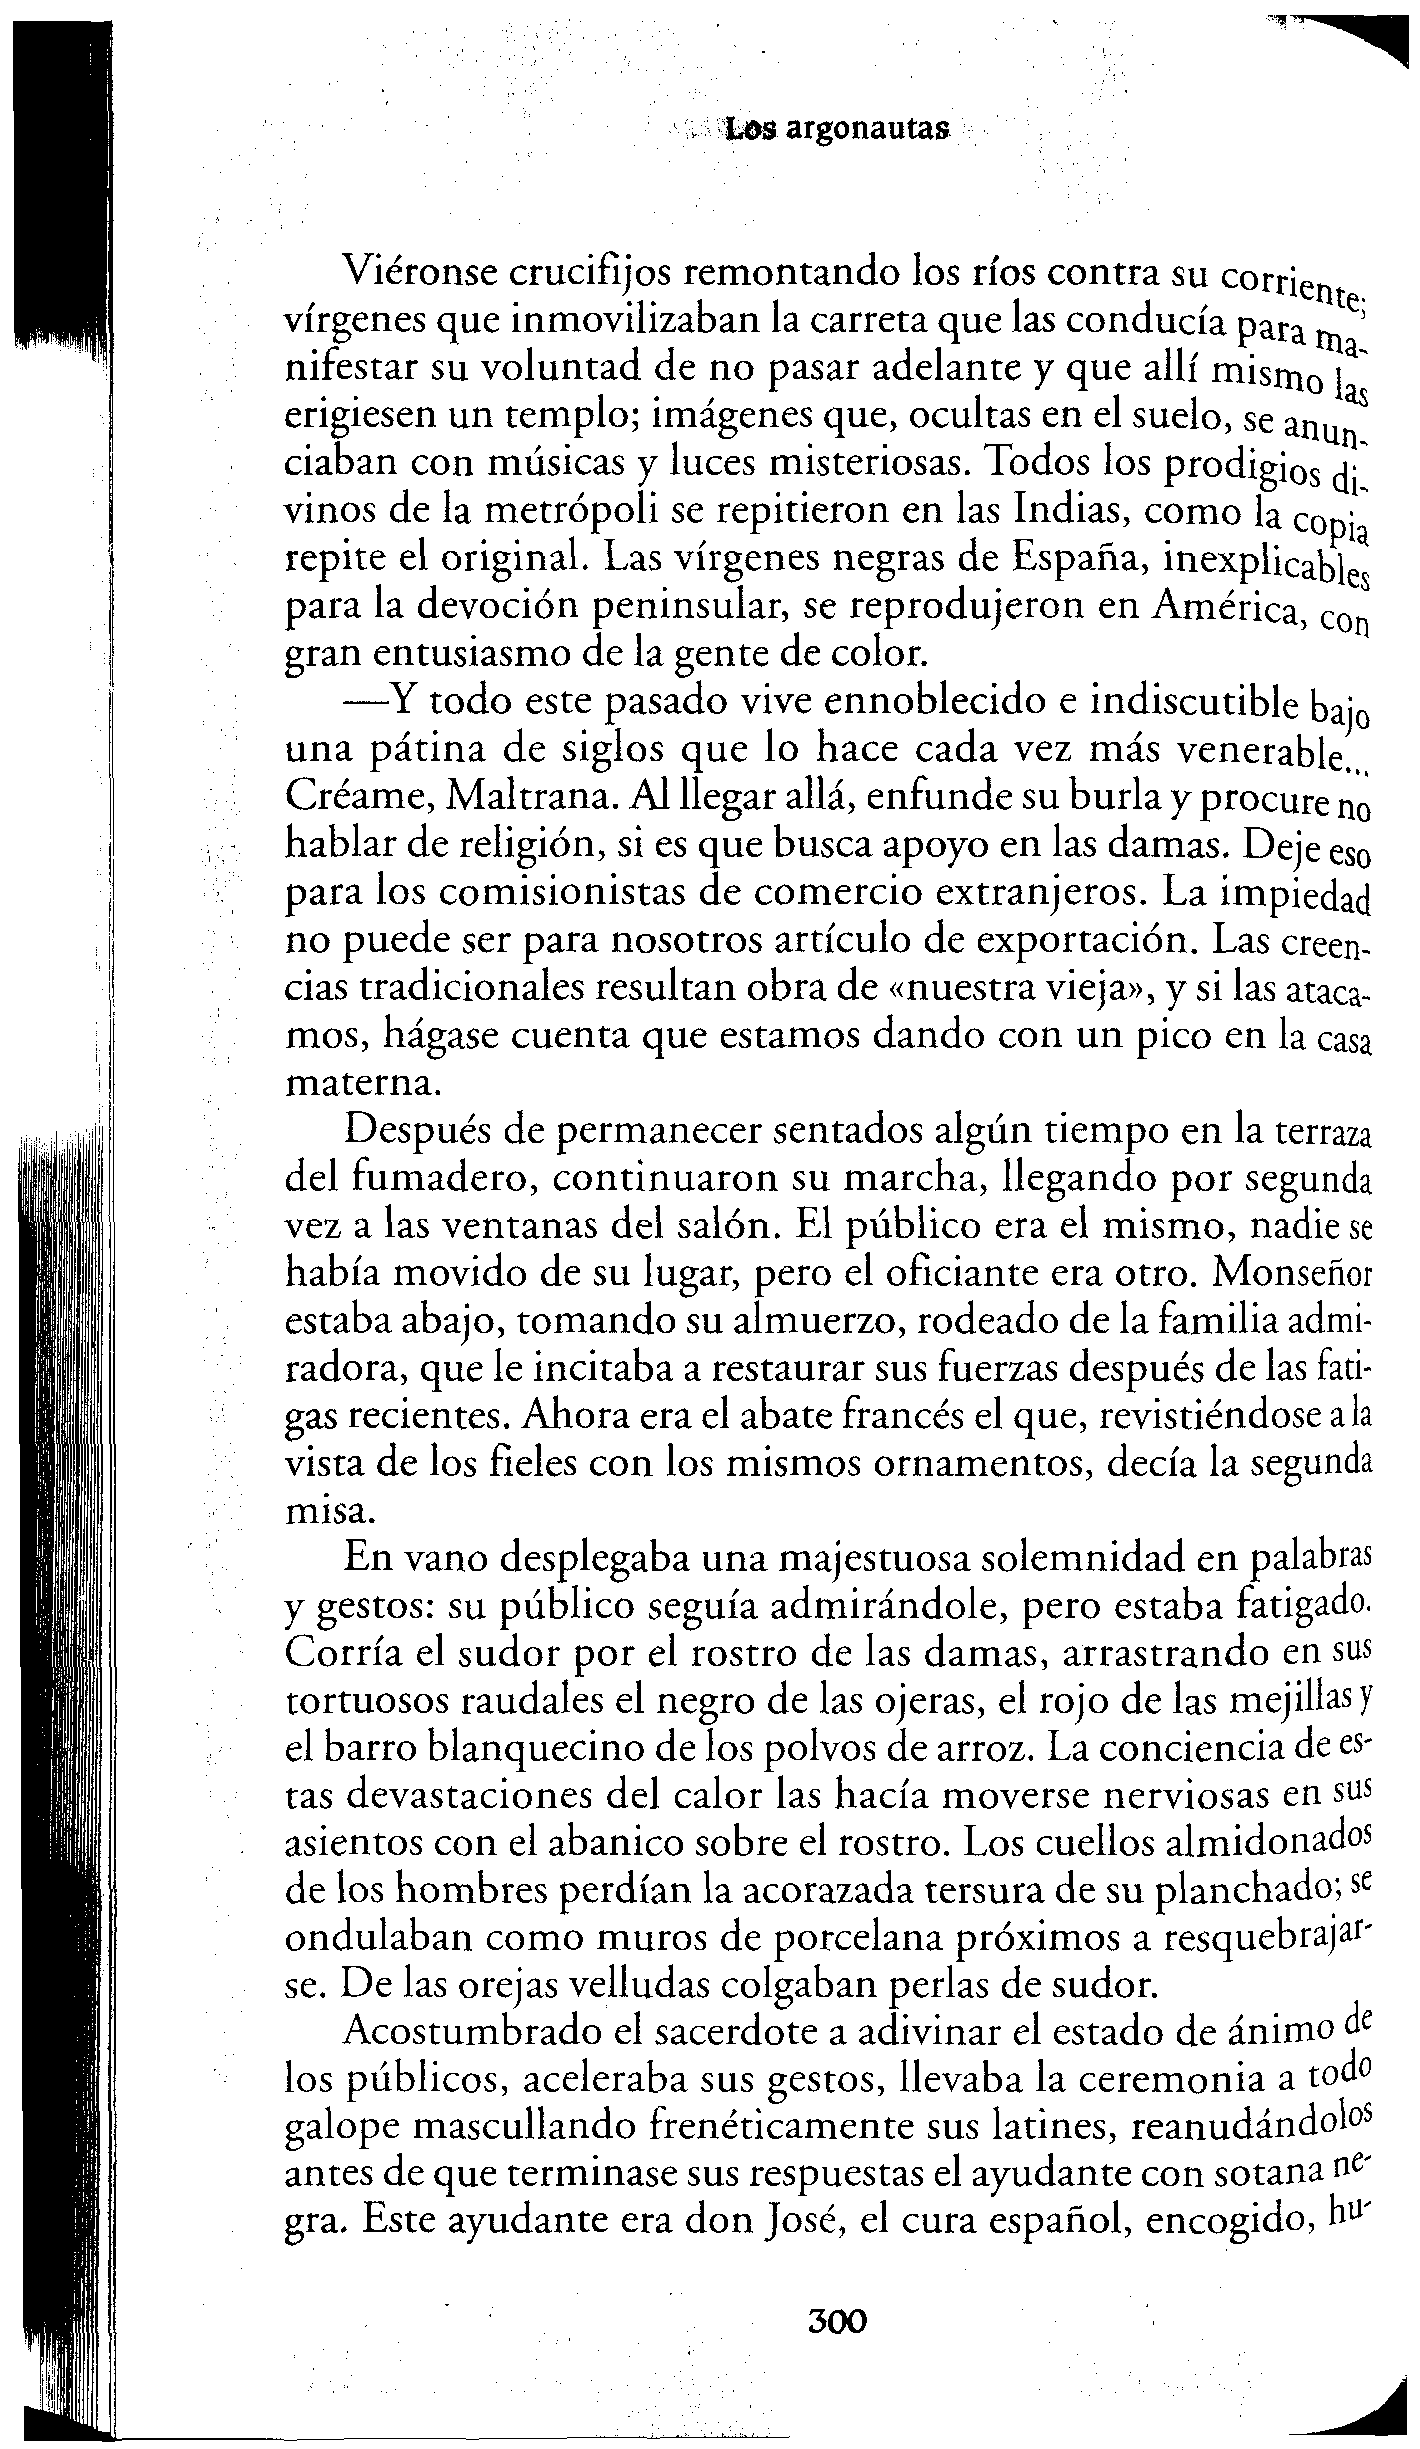 Los argonautas
Viéronse crucifijos remontando los ríos contra su corriente;
vírgenes que inmovilizaban la carreta que las conducía para ma-
nifestar su voluntad de no pasar adelante y que allí mismo las
erigiesen un templo; imágenes que, ocultas en el suelo, se anun-
ciaban con músicas y luces misteriosas. Todos los prodigios di-
vinos de la metrópoli se repitieron en las Indias, como la copia
repite el original. Las vírgenes negras de España, inexplicables
para la devoción peninsular, se reprodujeron en América, con
gran entusiasmo de la gente de color.
—Y todo este pasado vive ennoblecido e indiscutible bajo
una pátina de siglos que lo hace cada vez más venerable...
Créame, Maltrana. Al llegar allá, enfunde su burla y procure no
hablar de religión, si es que busca apoyo en las damas. Deje eso
para los comisionistas de comercio extranjeros. La impiedad
no puede ser para nosotros artículo de exportación. Las creen-
cias tradicionales resultan obra de «nuestra vieja», y si las ataca-
mos, hágase cuenta que estamos dando con un pico en la casa
materna.
Después de permanecer sentados algún tiempo en la terraza
del fumadero, continuaron su marcha, llegando por segunda
vez a las ventanas del salón. El público era el mismo, nadie se
había movido de su lugar, pero el oficiante era otro. Monseñor
estaba abajo, tomando su almuerzo, rodeado de la familia admi-
radora, que le incitaba a restaurar sus fuerzas después de las fati-
gas recientes. Ahora era el abate francés el que, revistiéndose a la
vista de los fieles con los mismos ornamentos, decía la segunda
misa.
En vano desplegaba una majestuosa solemnidad en palabras
y gestos: su público seguía admirándole, pero estaba fatigado.
Corría el sudor por el rostro de las damas, arrastrando en sus
tortuosos raudales el negro de las ojeras, el rojo de las mejillas y
el barro blanquecino de los polvos de arroz. La conciencia de es-
tas devastaciones del calor las hacía moverse nerviosas en sus
asientos con el abanico sobre el rostro. Los cuellos almidonados
de los hombres perdían la acorazada tersura de su planchado; se
ondulaban como muros de porcelana próximos a resquebrajar-
se. De las orejas velludas colgaban perlas de sudor.
Acostumbrado el sacerdote a adivinar el estado de ánimo de
los públicos, aceleraba sus gestos, llevaba la ceremonia a todo
galope mascullando frenéticamente sus latines, reanudándolos
antes de que terminase sus respuestas el ayudante con sotana ne-
gra. Este ayudante era don José, el cura español, encogido, hu-
300